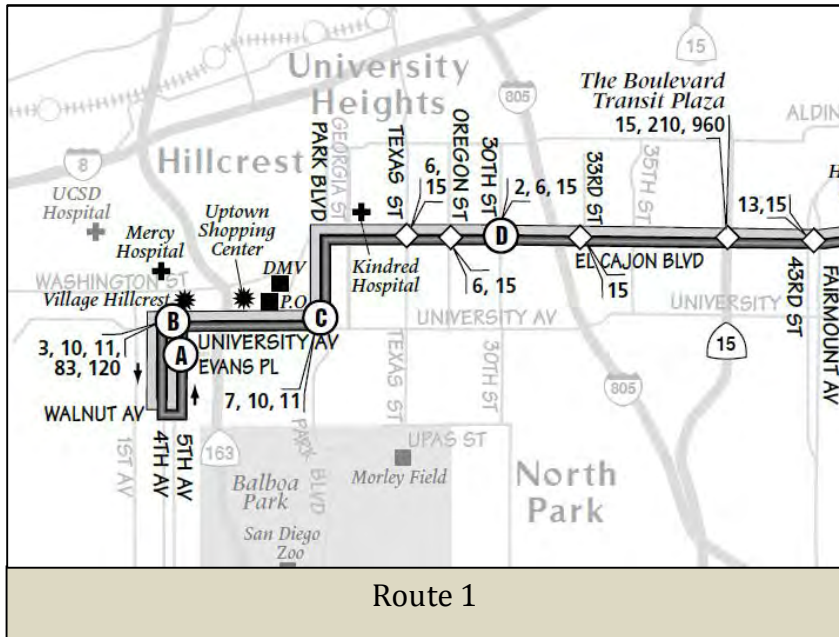 15
University
Heights
805
The Boulevard
Transit Plaza
15, 210, 960
ALDIN
8
Hillcrest
PARK BLVD
GEORGIA ST
TEXAS ST
6,
15
OREGON ST
30TH ST
2, 6, 15
33RD ST
35TH ST
UCSD
Hospital
Mercy
Hospital
Uptown
Shopping
Center
H
13,15
D
Kindred
Hospital
DMV
WASHINGTON ST
EL CAJON BLVD
6, 15
15
Village Hillcrest
P.O
B
C
UNIVERSITY
UNIVERSITY AV
43RD ST
FAIRMOUNT AV
3, 10, 11,
83, 120
A
UNIVERSITY AV
EVANS PL
7, 10, 11
TEXAS ST
30TH ST
15
805
WALNUT AV
1ST AV
4TH AV
5TH AV
163
PARK BLVD
UPAS ST
Balboa
Park
Morley Field
North
Park
San Diego
Zoo
Route 1